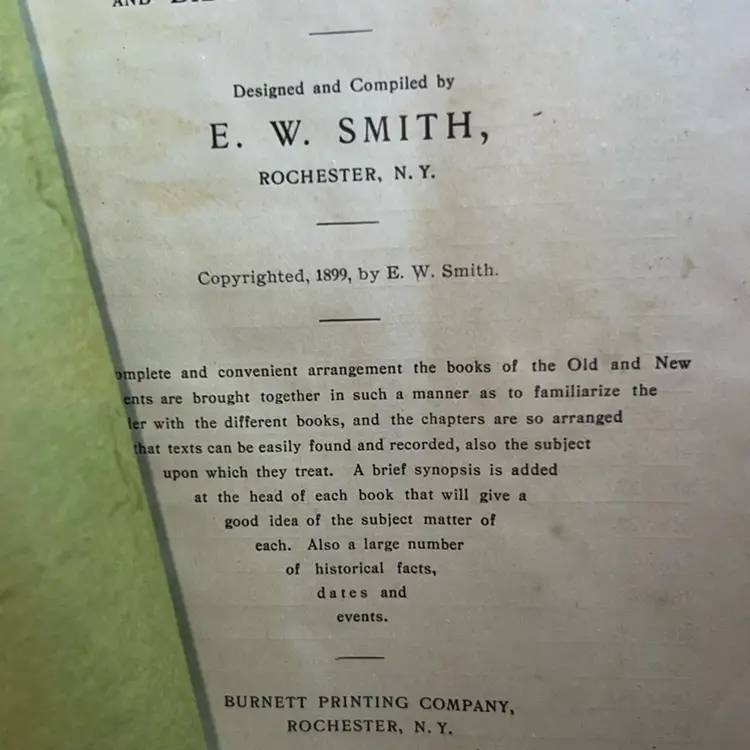 AND
Designed and Compiled by
E. W. SMITH,
ROCHESTER, N. Y.
Copyrighted, 1899, by E. W. Smith.
omplete and convenient arrangement the books of the Old and New
ents are brought together in such a manner as to familiarize the
ler with the different books, and the chapters are so arranged
that texts can be easily found and recorded, also the subject
upon which they treat. A brief synopsis is added
at the head of each book that will give a
good idea of the subject matter of
each. Also a large number
of historical facts,
dates and
events.
BURNETT PRINTING COMPANY,
ROCHESTER, N. Y.